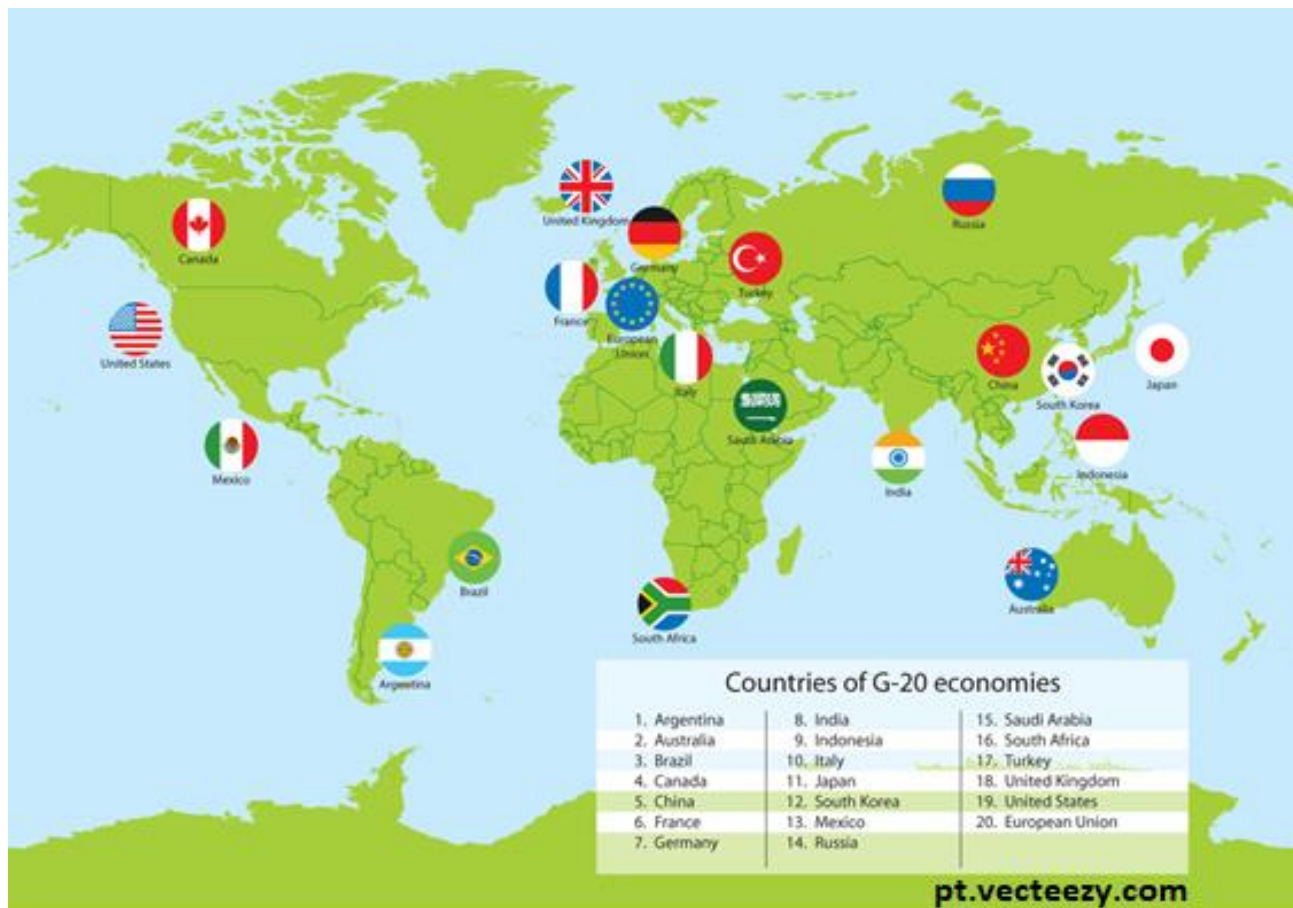 United Kingdom
Russia
Canada
Germany
Turkey
France
European
Union
United States
Italy
China
Japan
South Korea
South Arabia
Mexico
Indonesia
India
Brazil
Australia
South Africa
Argentina
Countries of G-20 economies
1. Argentina
2. Australia
3. Brazil
4. Canada
5. China
6. France
7. Germany
8. India
9. Indonesia
10. Italy
11. Japan
12. South Korea
13. Mexico
14. Russia
15. Saudi Arabia
16. South Africa
17. Turkey
18. United Kingdom
19. United States
20. European Union
pt.vecteezy.com